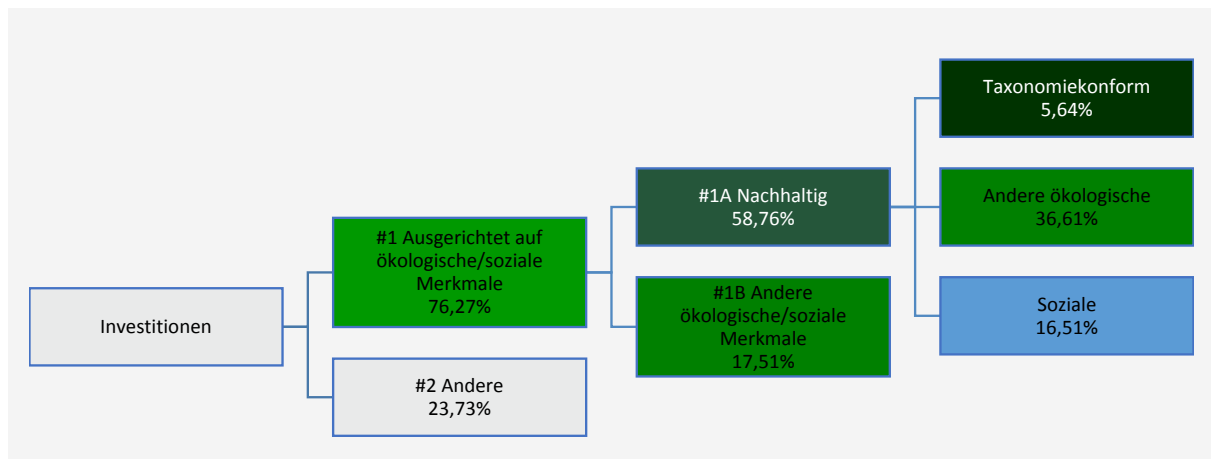 Investitionen
#1 Ausgerichtet auf
ökologische/soziale
Merkmale
76,27%
#2 Andere
23,73%
#1A Nachhaltig
58,76%
#1B Andere
ökologische/soziale
Merkmale
17,51%
Taxonomiekonform
5,64%
Andere ökologische
36,61%
Soziale
16,51%